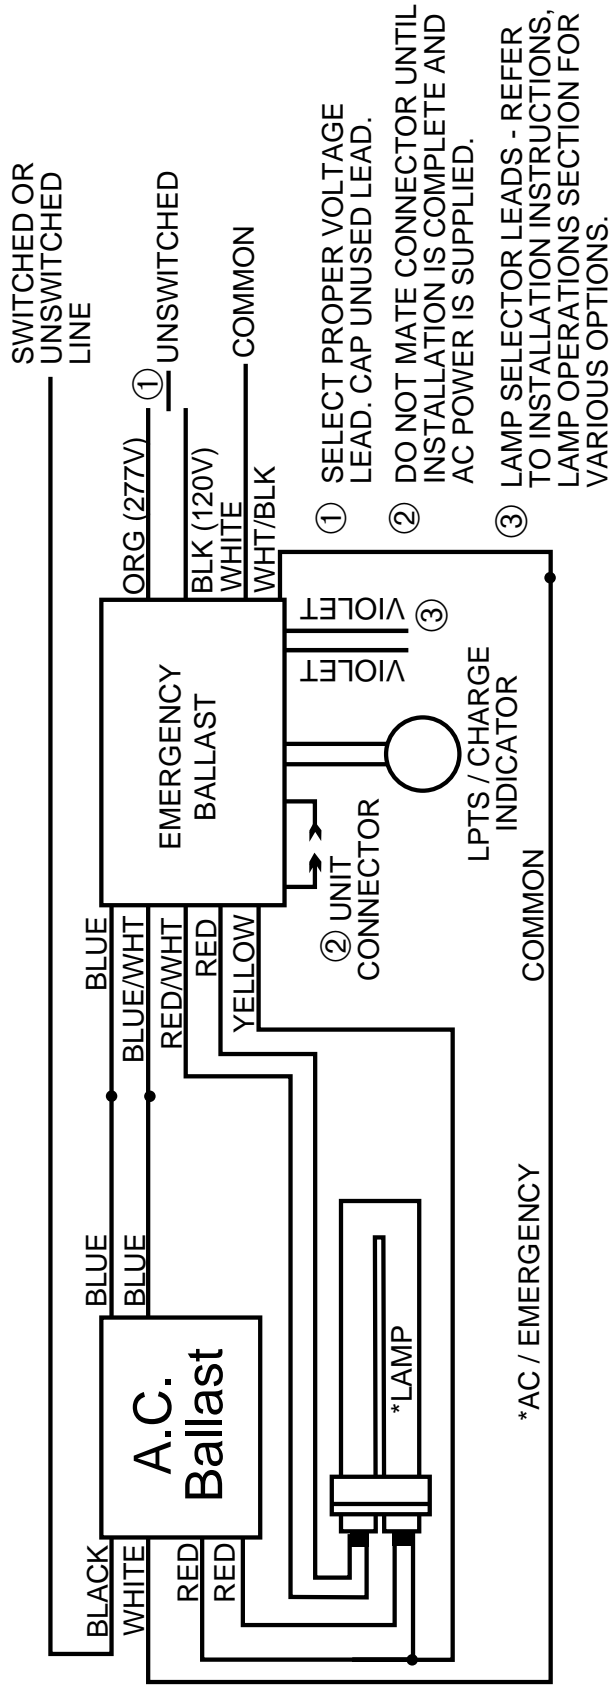 SWITCHED OR
UNSWITCHED
LINE
ORG (277V)
①
UNSWITCHED
BLK (120V)
WHITE
COMMON
WHT/BLK
EMERGENCY
BALLAST
BLUE
BLUE/WHT
RED/WHT
RED
YELLOW
BLUE
BLUE
A.C.
Ballast
BLACK
WHITE
RED
RED
VIOLET
VIOLET
③
LPTS / CHARGE
INDICATOR
② UNIT
CONNECTOR
*LAMP
*AC / EMERGENCY
COMMON
① SELECT PROPER VOLTAGE
LEAD. CAP UNUSED LEAD.
② DO NOT MATE CONNECTOR UNTIL
INSTALLATION IS COMPLETE AND
AC POWER IS SUPPLIED.
③ LAMP SELECTOR LEADS - REFER
TO INSTALLATION INSTRUCTIONS,
LAMP OPERATIONS SECTION FOR
VARIOUS OPTIONS.